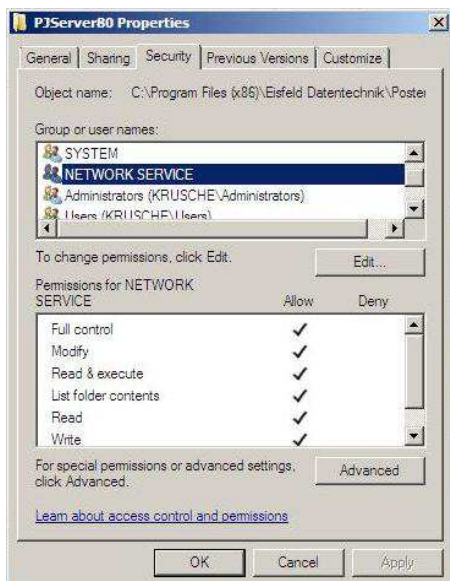 PJServer80 Properties
General Sharing Security Previous Versions Customize
Object name: C:\Program Files (x86)\Eisfeld Datentechnik\Poster
Group or user names:
SYSTEM
NETWORK SERVICE
Administrators (KRUSCHE\Administrators)
Users (KRUSCHE\Users)
To change permissions, click Edit.
Edit...
Permissions for NETWORK
SERVICE Allow Deny
Full control
Modify
Read & execute
List folder contents
Read
Write
For special permissions or advanced settings,
click Advanced.
Advanced
Learn about access control and permissions
OK Cancel Apply